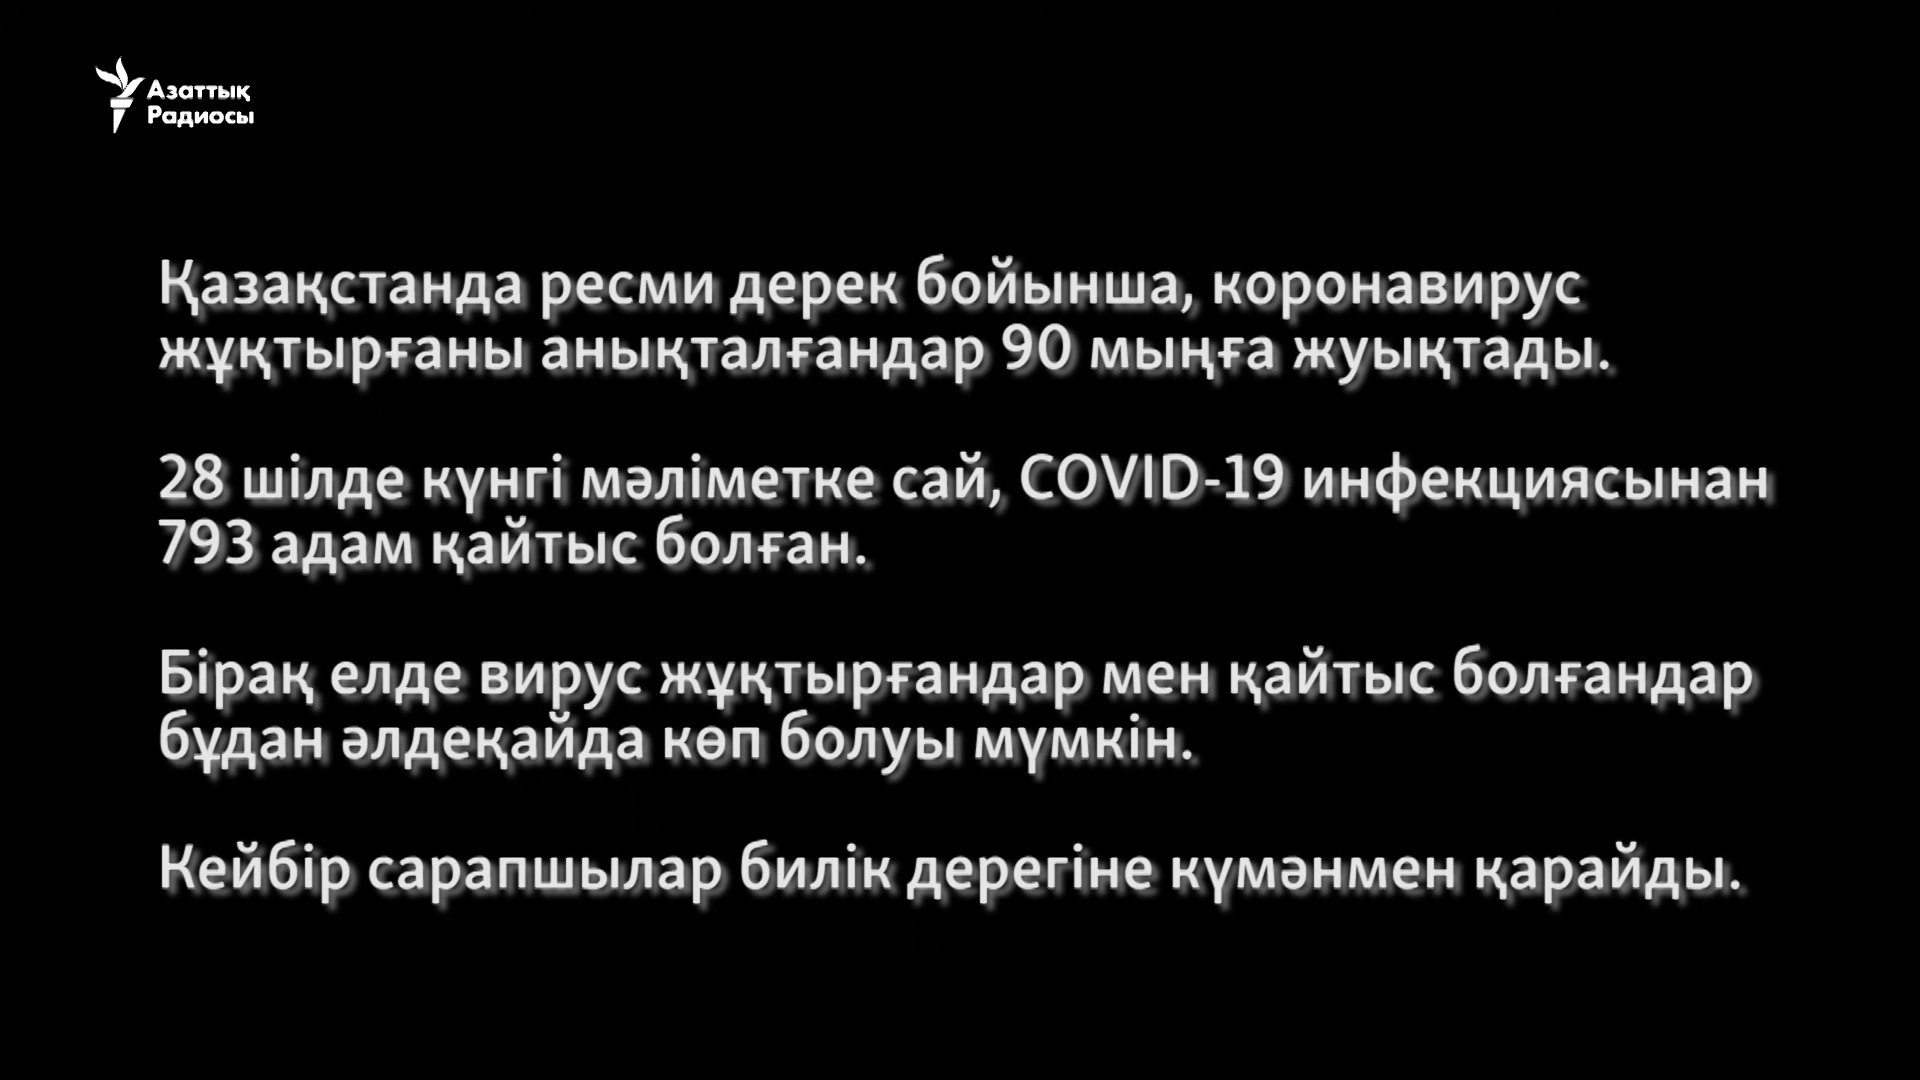 Азаттық
Радиосы
Қазақстанда ресми дерек бойынша, коронавирус
жұқтырғаны анықталғандар 90 мыңға жуықтады.
28 шілде күнгі мәліметке сай, COVID-19 инфекциясынан
793 адам қайтыс болған.
Бірақ елде вирус жұқтырғандар мен қайтыс болғандар
бұдан әлдеқайда көп болуы мүмкін.
Кейбір сарапшылар билік дерегіне күмәнмен қарайды.